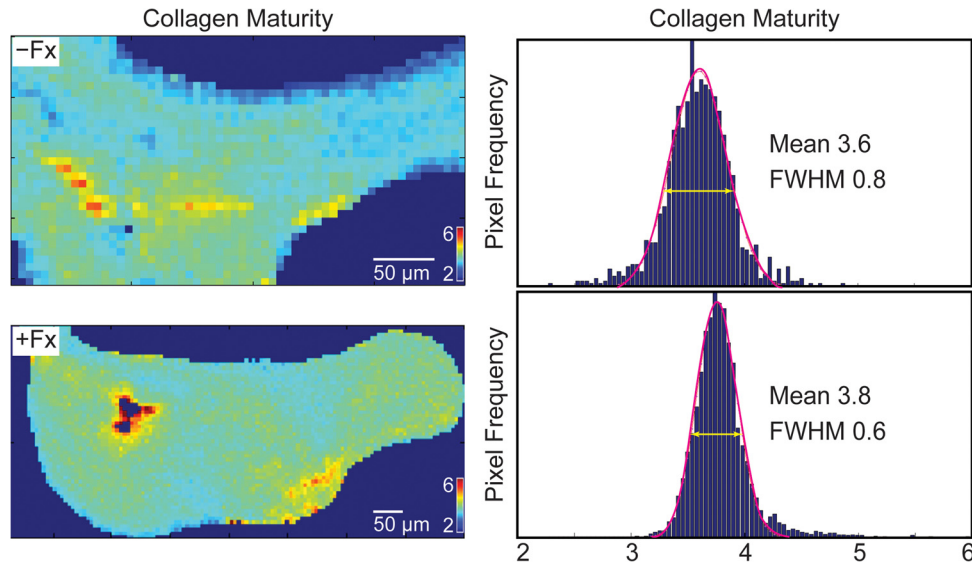 Collagen Maturity
−Fx
6
2
50 µm
Collagen Maturity
Pixel Frequency
Mean 3.6
FWHM 0.8
+Fx
6
2
50 µm
Pixel Frequency
Mean 3.8
FWHM 0.6
2 3 4 5 6